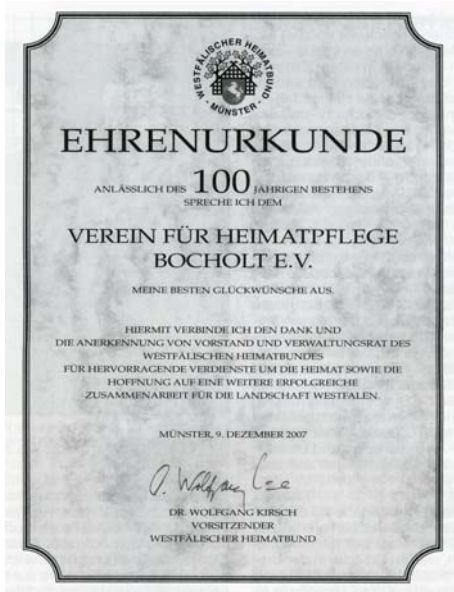 WESTFÄLISCHER HEIMATBUND
· MÜNSTER ·
EHRENURKUNDE
ANLÄSSLICH DES 100 JÄHRIGEN BESTEHENS
SPRECHE ICH DEM
VEREIN FÜR HEIMATPFLEGE
BOCHOLT E.V.
MEINE BESTEN GLÜCKWÜNSCHE AUS.
HIERMIT VERBINDE ICH DEN DANK UND
DIE ANERKENNUNG VON VORSTAND UND VERWALTUNGSRAT DES
WESTFÄLISCHEN HEIMATBUNDES
FÜR HERVORRAGENDE VERDIENSTE UM DIE HEIMAT SOWIE DIE
HOFFNUNG AUF EINE WEITERE ERFOLGREICHE
ZUSAMMENARBEIT FÜR DIE LANDSCHAFT WESTFALEN.
MÜNSTER, 9. DEZEMBER 2007
DR. WOLFGANG KIRSCH
VORSITZENDER
WESTFÄLISCHER HEIMATBUND